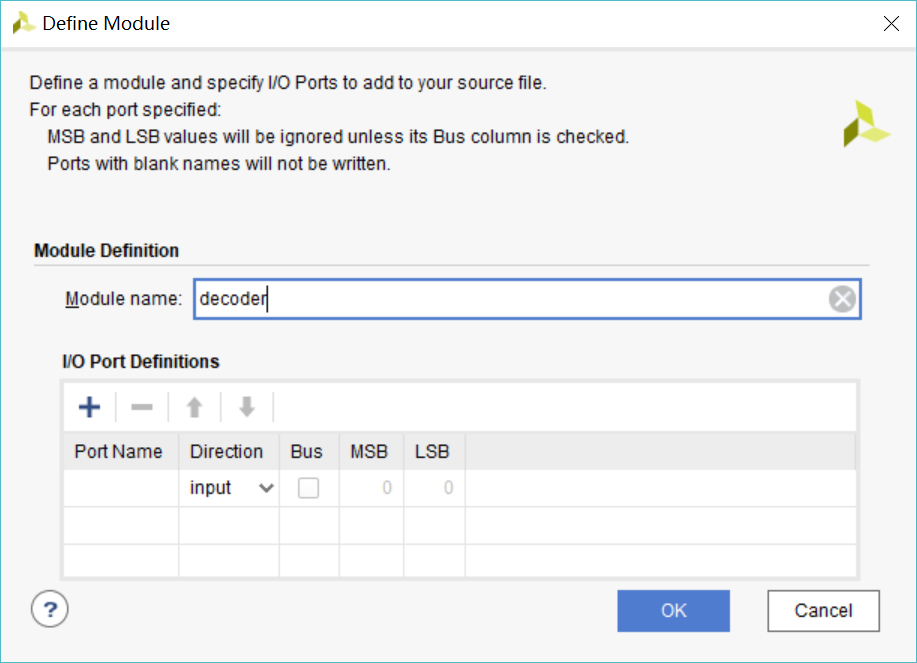 Define Module
Define a module and specify I/O Ports to add to your source file.
For each port specified:
MSB and LSB values will be ignored unless its Bus column is checked.
Ports with blank names will not be written.
Module Definition
Module name: decoder
I/O Port Definitions
Port Name Direction Bus MSB LSB
input 0 0
? OK Cancel